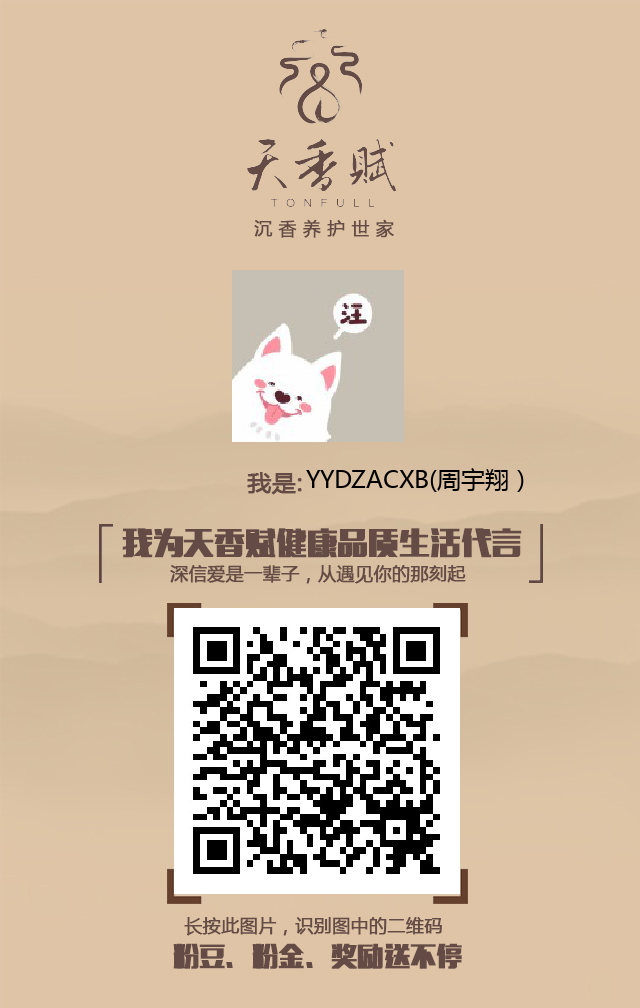 天香赋
TONFULL
沉香养护世家
汪
我是:YYDZACXB(周宇翔）
我为天香赋健康品质生活代言
深信爱是一辈子，从遇见你的那刻起
长按此图片，识别图中的二维码
粉豆、粉金、奖励送不停